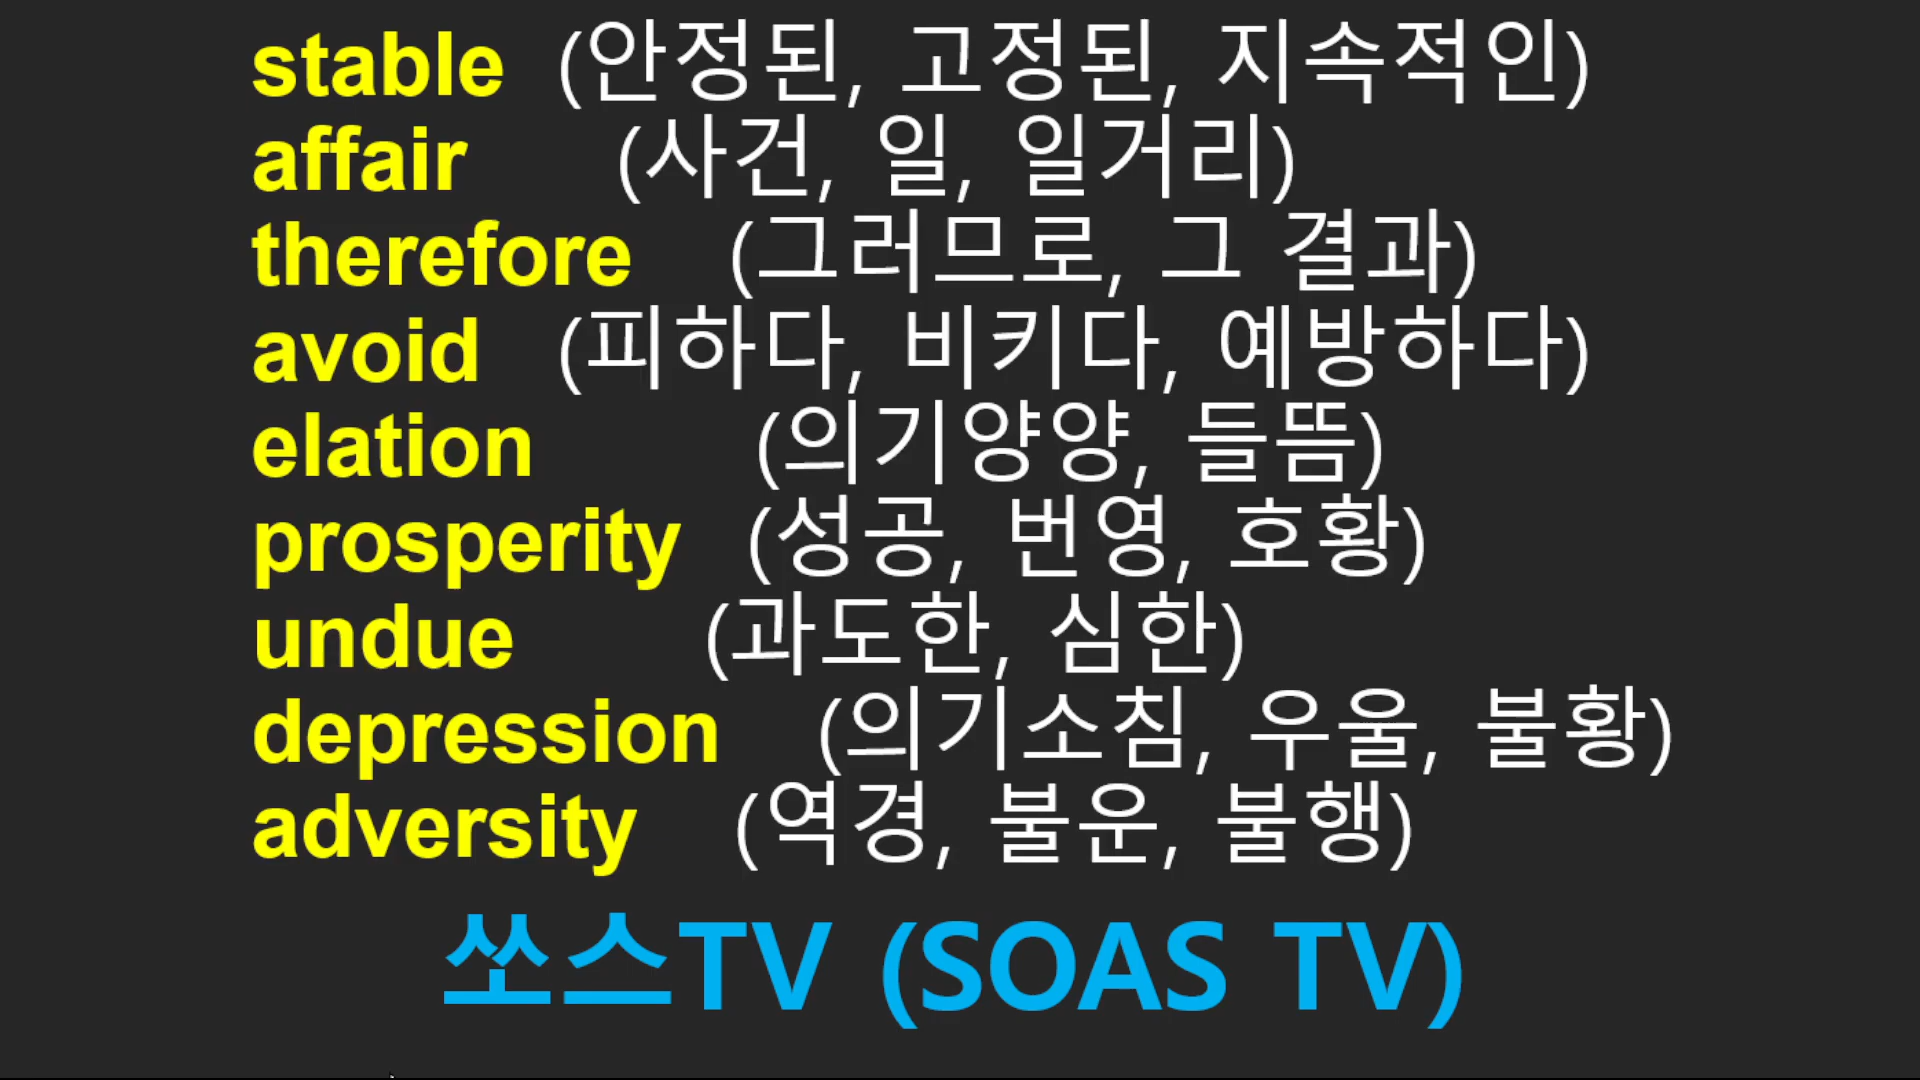 stable (안정된, 고정된, 지속적인)
affair (사건, 일, 일거리)
therefore (그러므로, 그 결과)
avoid (피하다, 비키다, 예방하다)
elation (의기양양, 들뜸)
prosperity (성공, 번영, 호황)
undue (과도한, 심한)
depression (의기소침, 우울, 불황)
adversity (역경, 불운, 불행)
쏘스TV (SOAS TV)